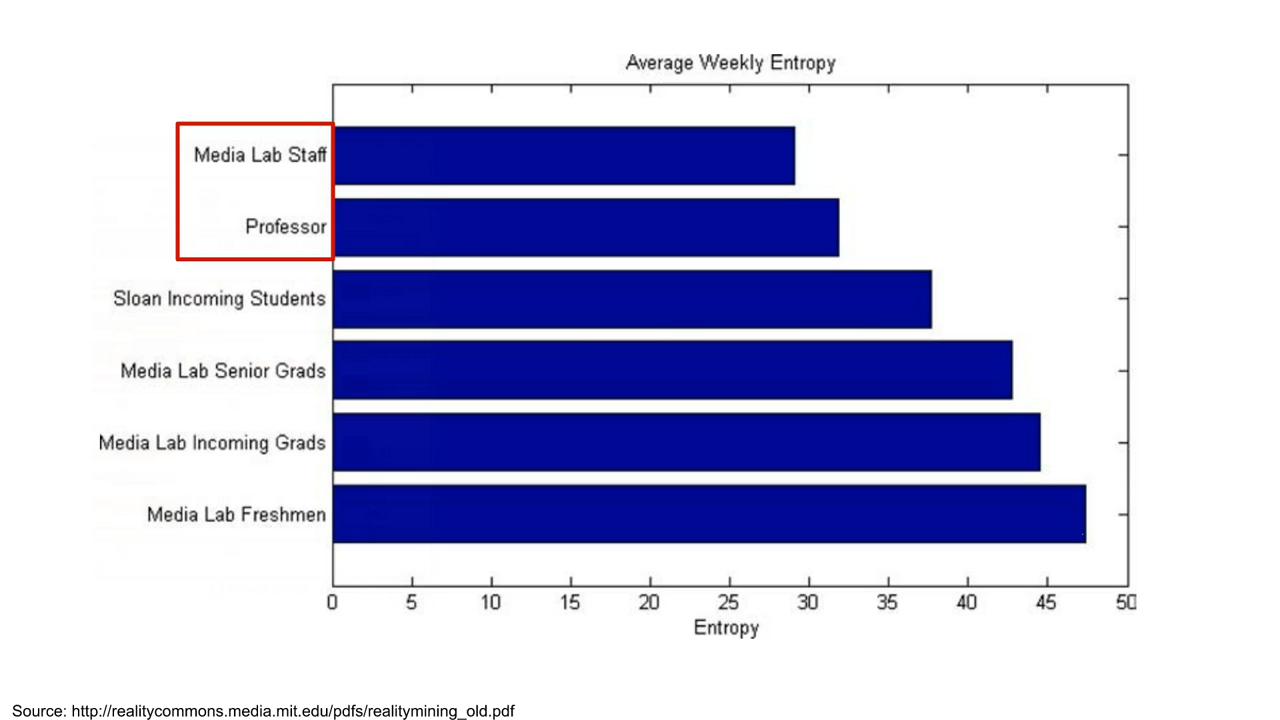 Average Weekly Entropy
Media Lab Staff
Professor
Sloan Incoming Students
Media Lab Senior Grads
Media Lab Incoming Grads
Media Lab Freshmen
0 5 10 15 20 25 30 35 40 45 50
Entropy
Source: http://realitycommons.media.mit.edu/pdfs/realitymining_old.pdf